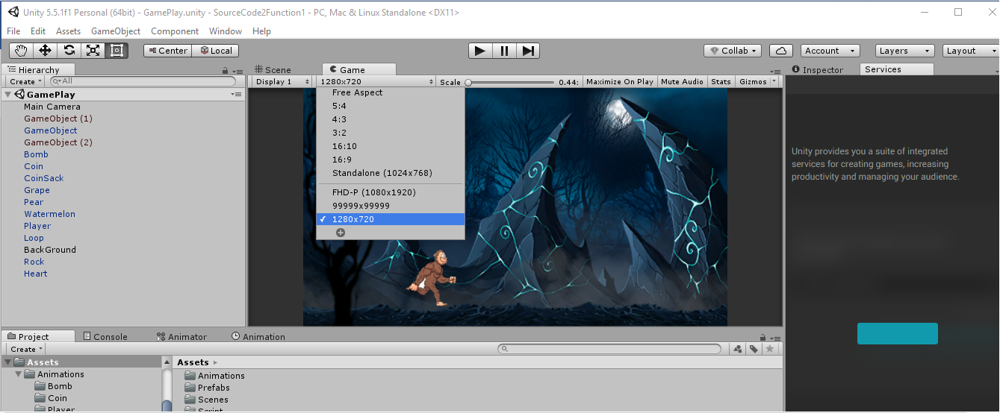 Unity 5.5.1f1 Personal (64bit) - GamePlay.unity - SourceCode2Function1 - PC, Mac & Linux Standalone <DX11>
File Edit Assets GameObject Component Window Help
Center Local Collab Account Layers Layout
Hierarchy
Create All
GamePlay
Main Camera
GameObject (1)
GameObject
GameObject (2)
Bomb
Coin
CoinSack
Grape
Pear
Watermelon
Player
Loop
BackGround
Rock
Heart
Scene Game
Display 1 1280x720 Scale 0.44: Maximize On Play Mute Audio Stats Gizmos
Free Aspect
5:4
4:3
3:2
16:10
16:9
Standalone (1024x768)
FHD-P (1080x1920)
99999x99999
1280x720
Inspector Services
Unity provides you a suite of integrated
services for creating games, increasing
productivity and managing your audience.
Project Console Animator Animation
Create
Assets
Animations
Bomb
Coin
Player
Assets
Animations
Prefabs
Scenes
Script